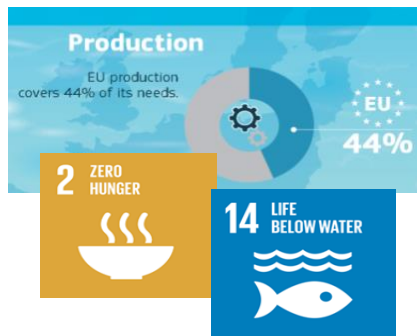 Production
EU production
covers 44% of its needs.
EU
44%
2 ZERO
HUNGER
14 LIFE
BELOW WATER